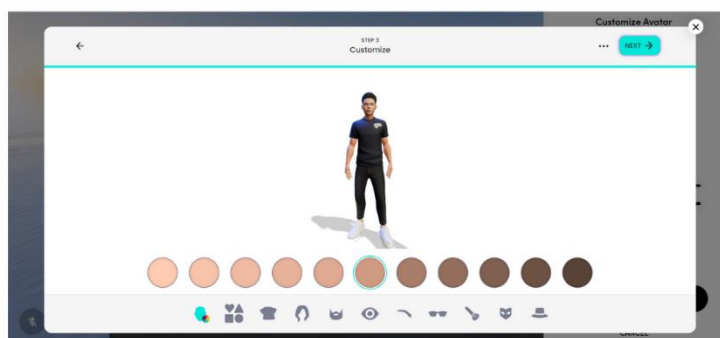 Customize Avatar
STEP 3
Customize
NEXT
CANCEL